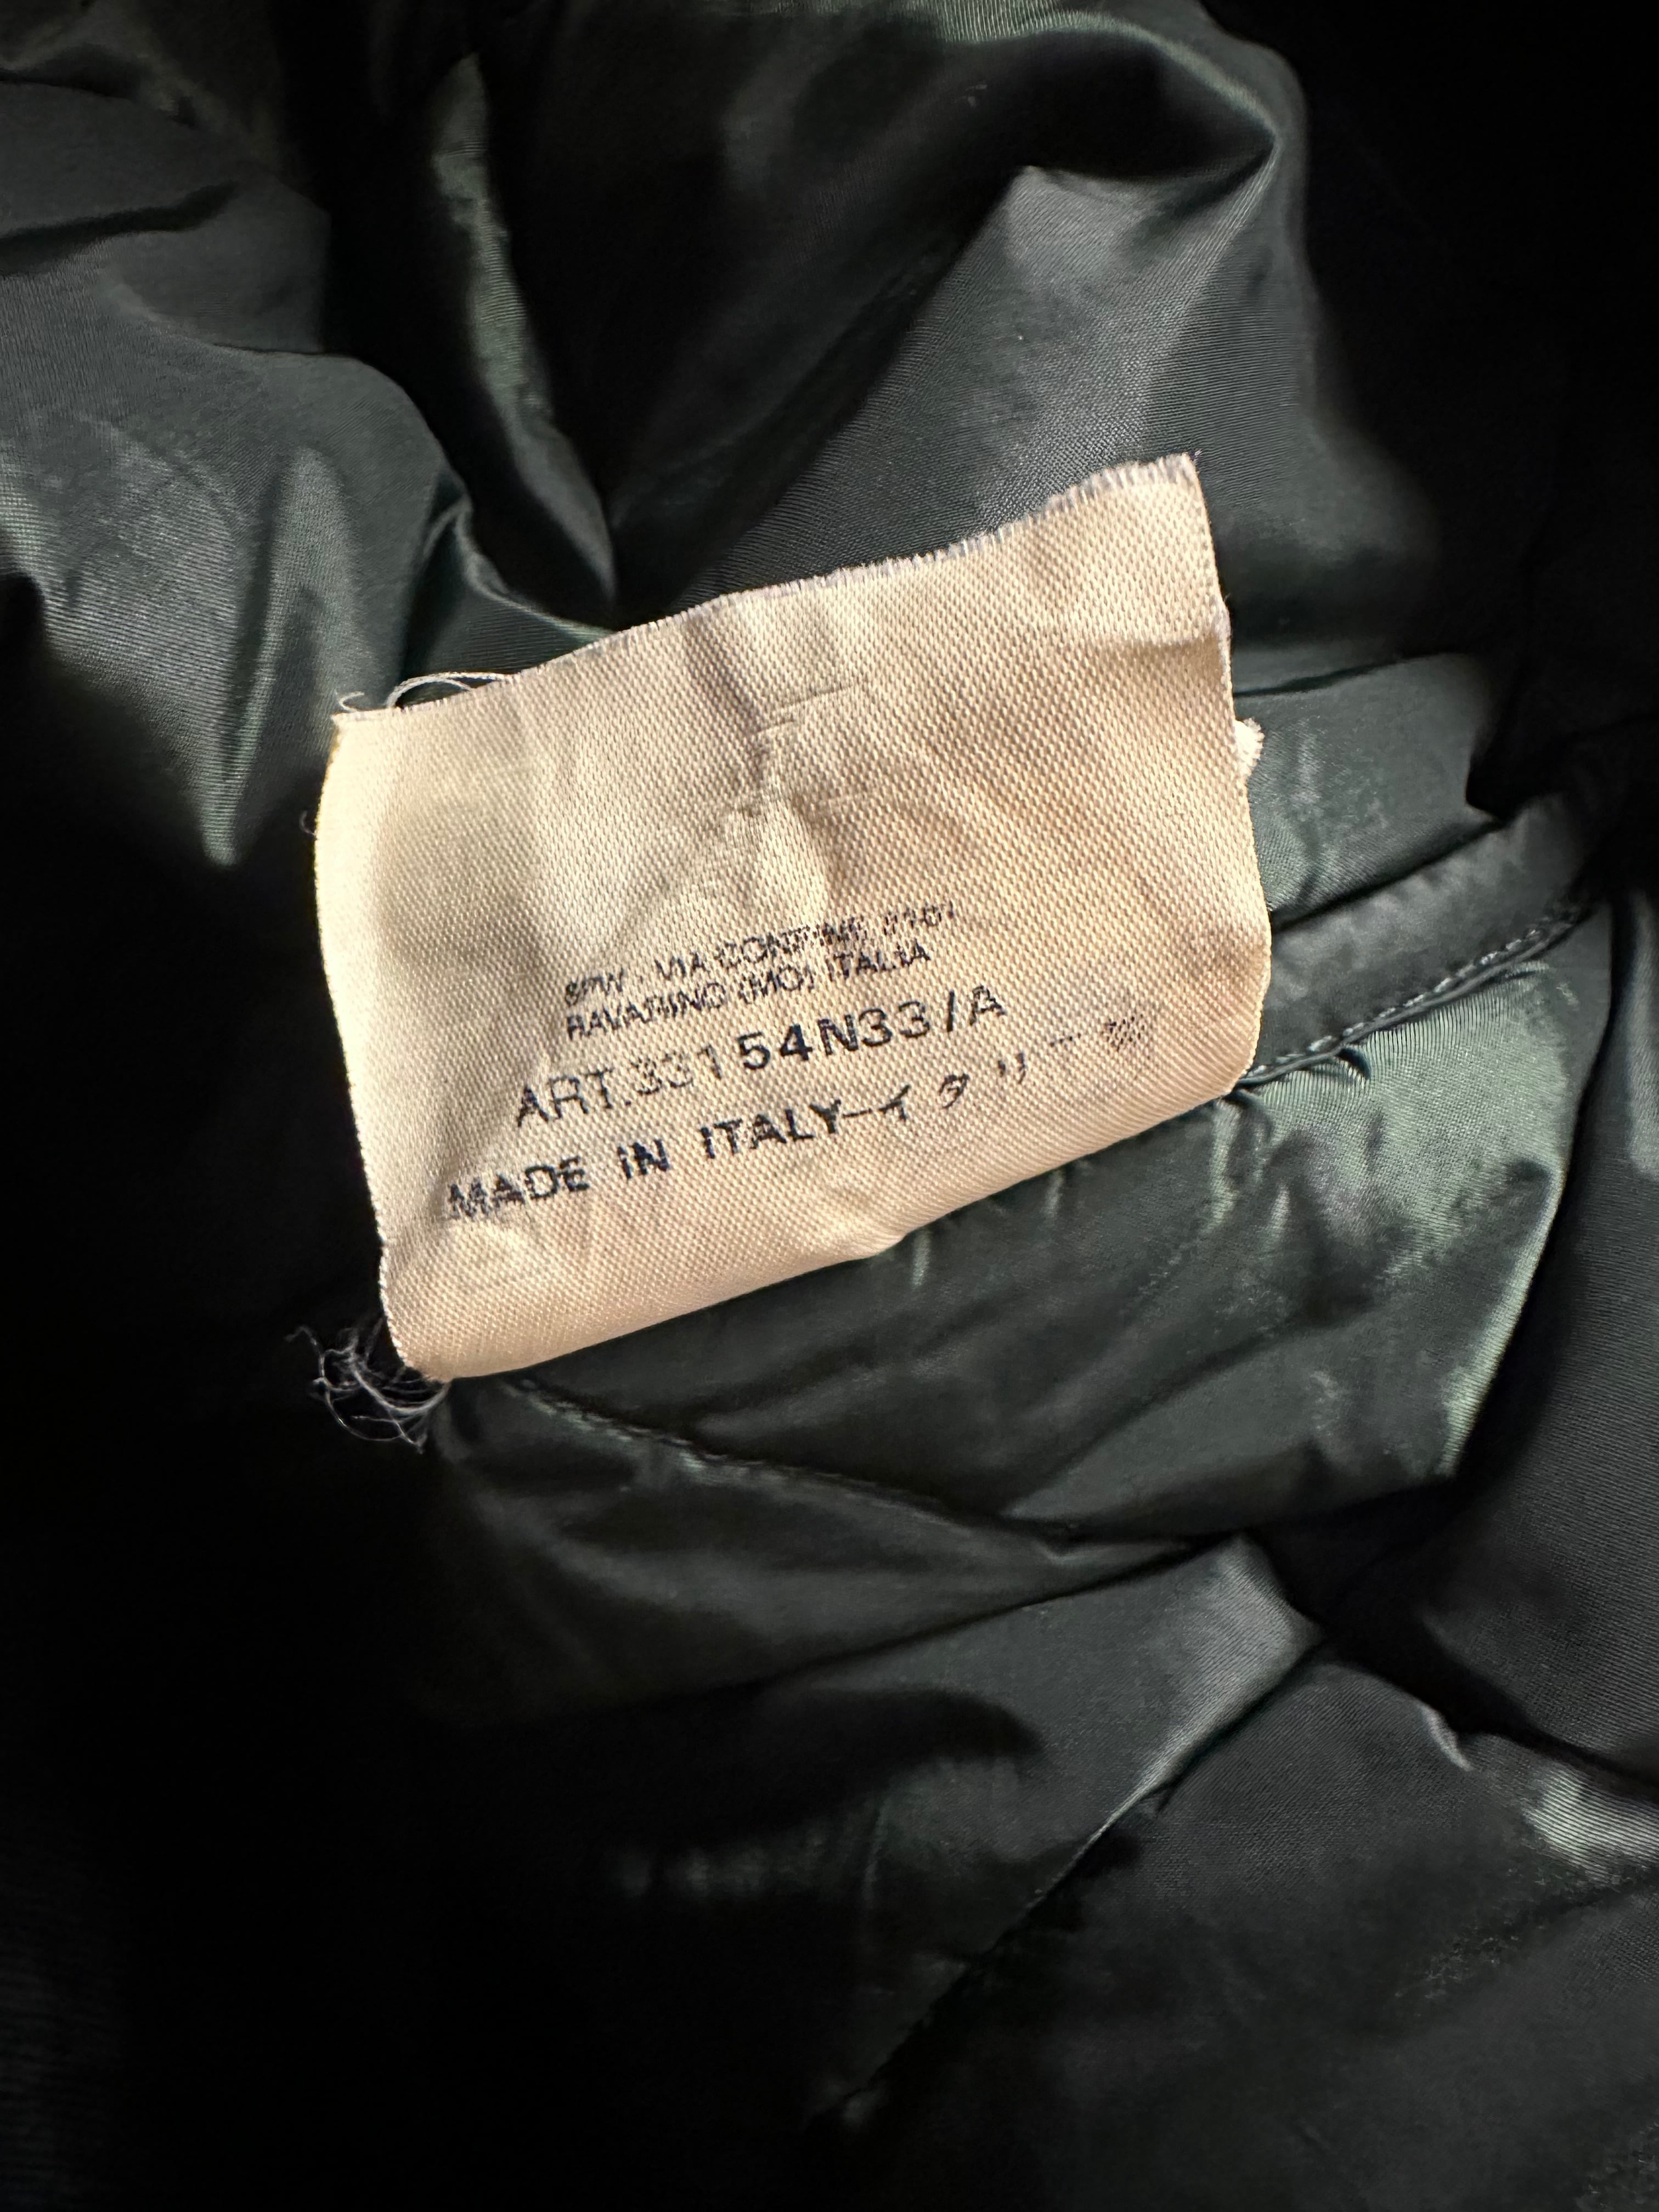 SPW - VIA CONFINE 2161
RAVARINO (MO) ITALIA
ART.33154N33/A
MADE IN ITALY-イタリー製